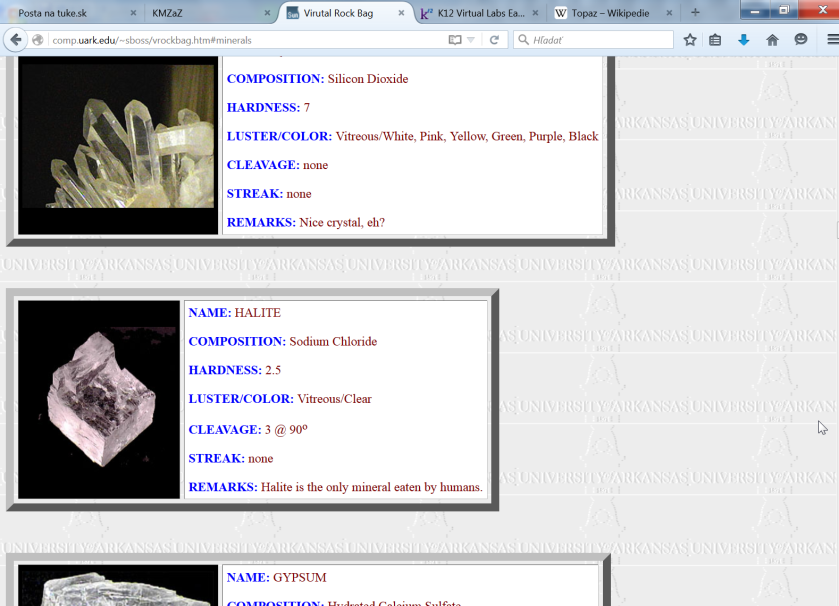 Posta na tuke.sk
KMZaZ
Virutal Rock Bag
K12 Virtual Labs Ea...
Topaz – Wikipedie
comp.uark.edu/~sboss/vrockbag.htm#minerals
Hľadať
COMPOSITION: Silicon Dioxide
HARDNESS: 7
LUSTER/COLOR: Vitreous/White, Pink, Yellow, Green, Purple, Black
CLEAVAGE: none
STREAK: none
REMARKS: Nice crystal, eh?
NAME: HALITE
COMPOSITION: Sodium Chloride
HARDNESS: 2.5
LUSTER/COLOR: Vitreous/Clear
CLEAVAGE: 3 @ 90º
STREAK: none
REMARKS: Halite is the only mineral eaten by humans.
NAME: GYPSUM
COMPOSITION: Hydrated Calcium Sulfate